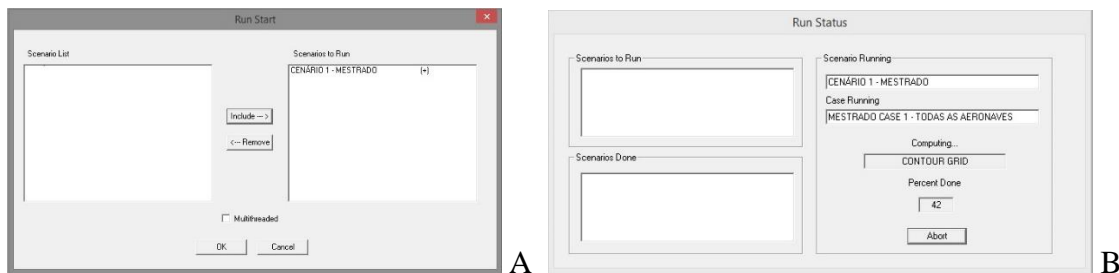 Run Start
Scenario List
Scenarios to Run
CENÁRIO 1 - MESTRADO (+)
Include --->
<--- Remove
Multithreaded
OK
Cancel
A
Run Status
Scenarios to Run
Scenarios Done
Scenario Running
CENÁRIO 1 - MESTRADO
Case Running
MESTRADO CASE 1 - TODAS AS AERONAVES
Computing...
CONTOUR GRID
Percent Done
42
Abort
B